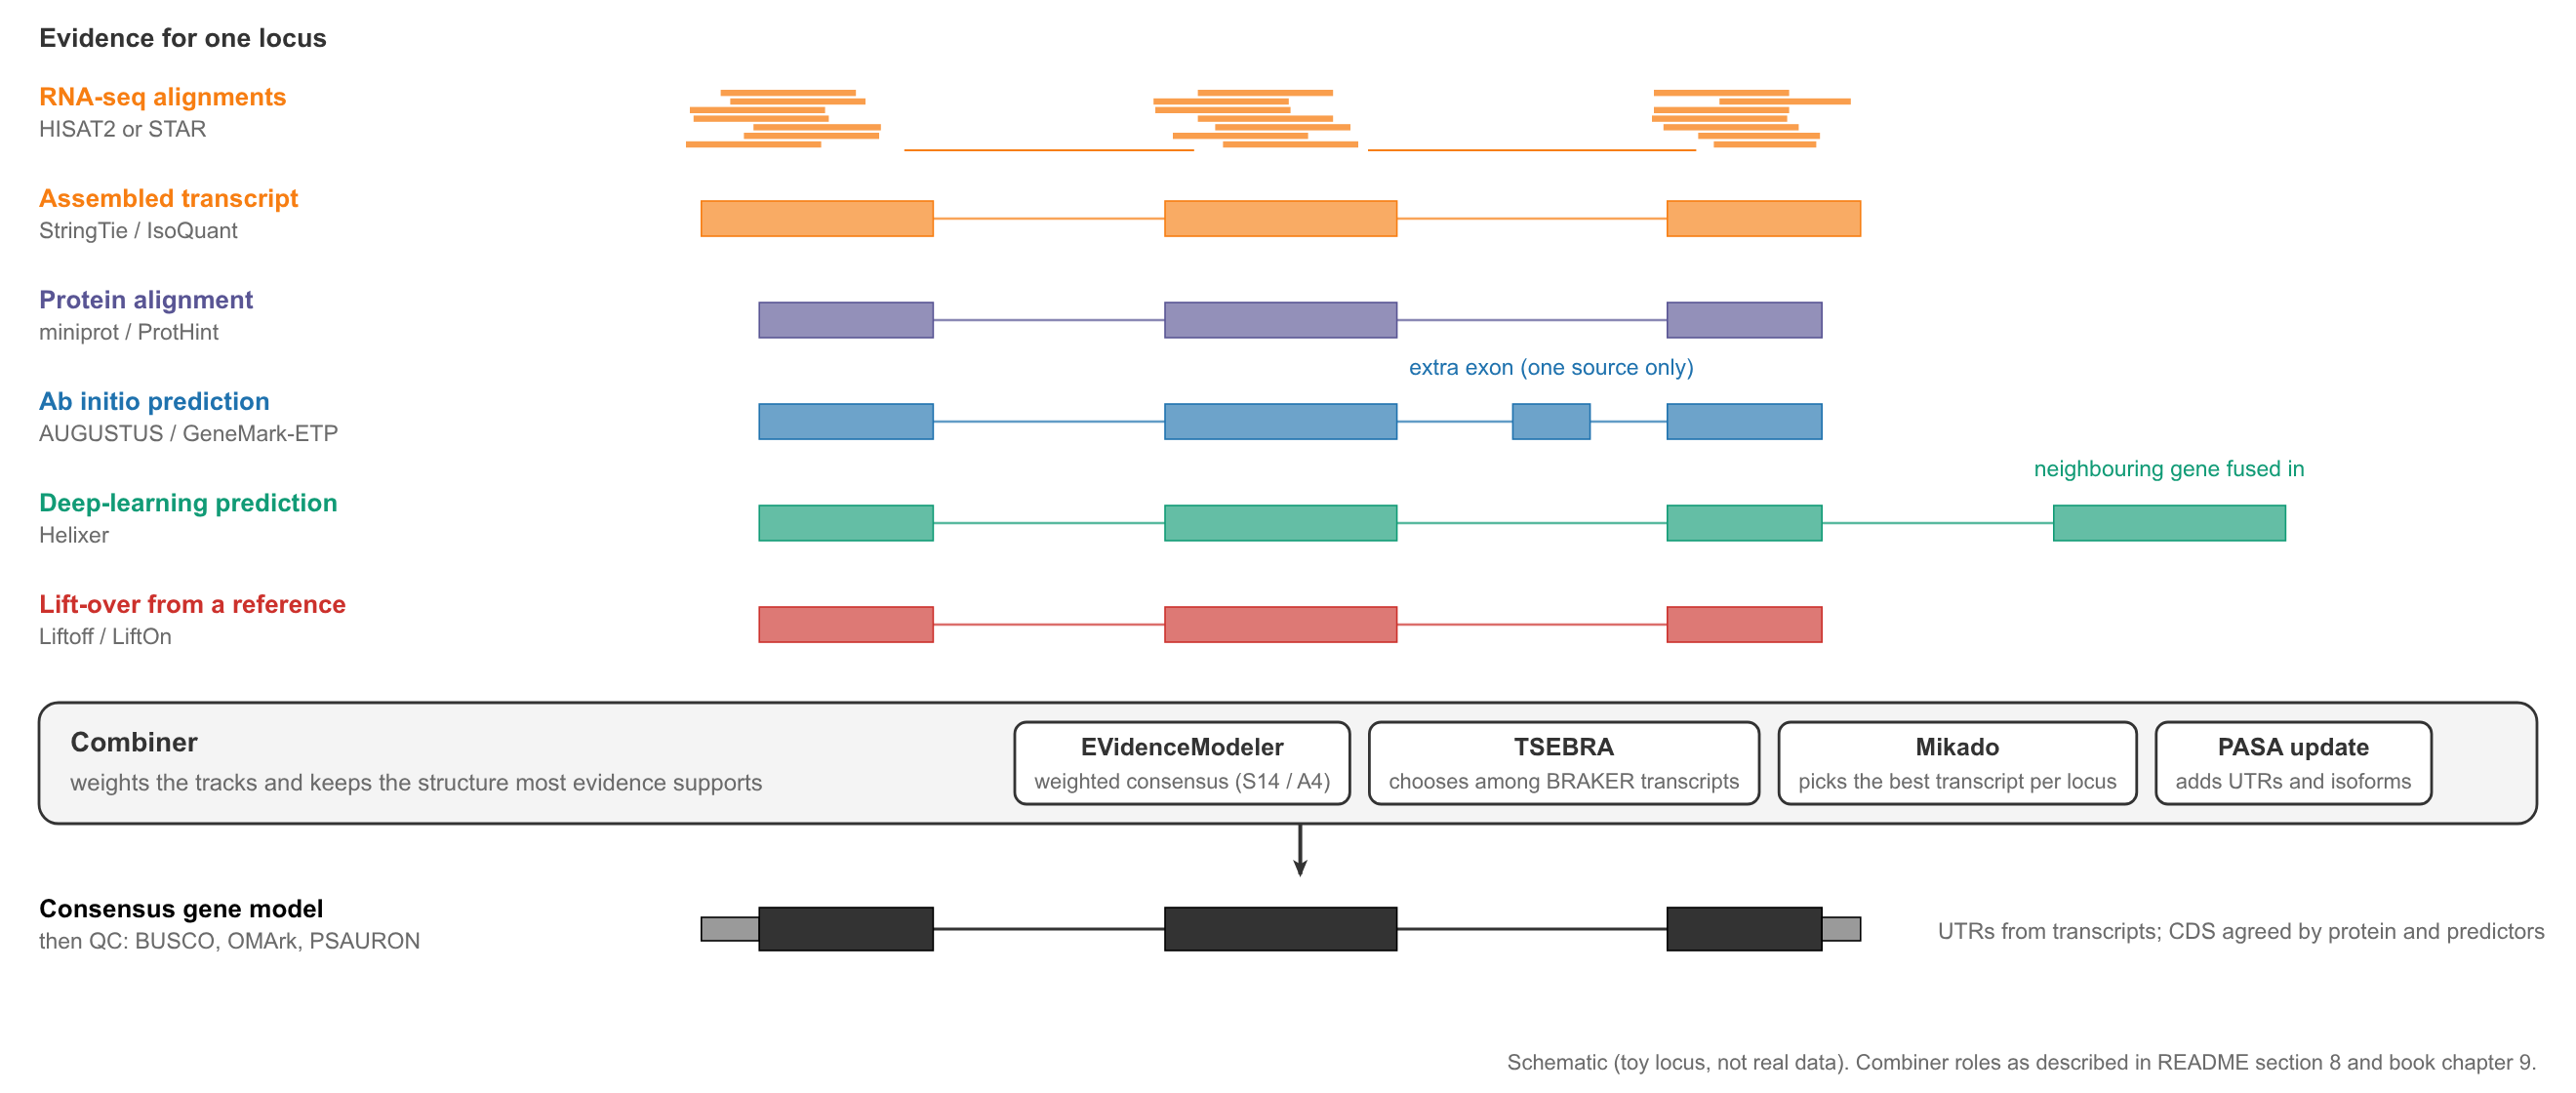 Evidence for one locus
RNA-seq alignments
HISAT2 or STAR
Assembled transcript
StringTie / IsoQuant
Protein alignment
miniprot / ProtHint
extra exon (one source only)
Ab initio prediction
AUGUSTUS / GeneMark-ETP
neighbouring gene fused in
Deep-learning prediction
Helixer
Lift-over from a reference
Liftoff / LiftOn
Combiner
weights the tracks and keeps the structure most evidence supports
EVidenceModeler
weighted consensus (S14 / A4)
TSEBRA
chooses among BRAKER transcripts
Mikado
picks the best transcript per locus
PASA update
adds UTRs and isoforms
Consensus gene model
then QC: BUSCO, OMArk, PSAURON
UTRs from transcripts; CDS agreed by protein and predictors
Schematic (toy locus, not real data). Combiner roles as described in README section 8 and book chapter 9.